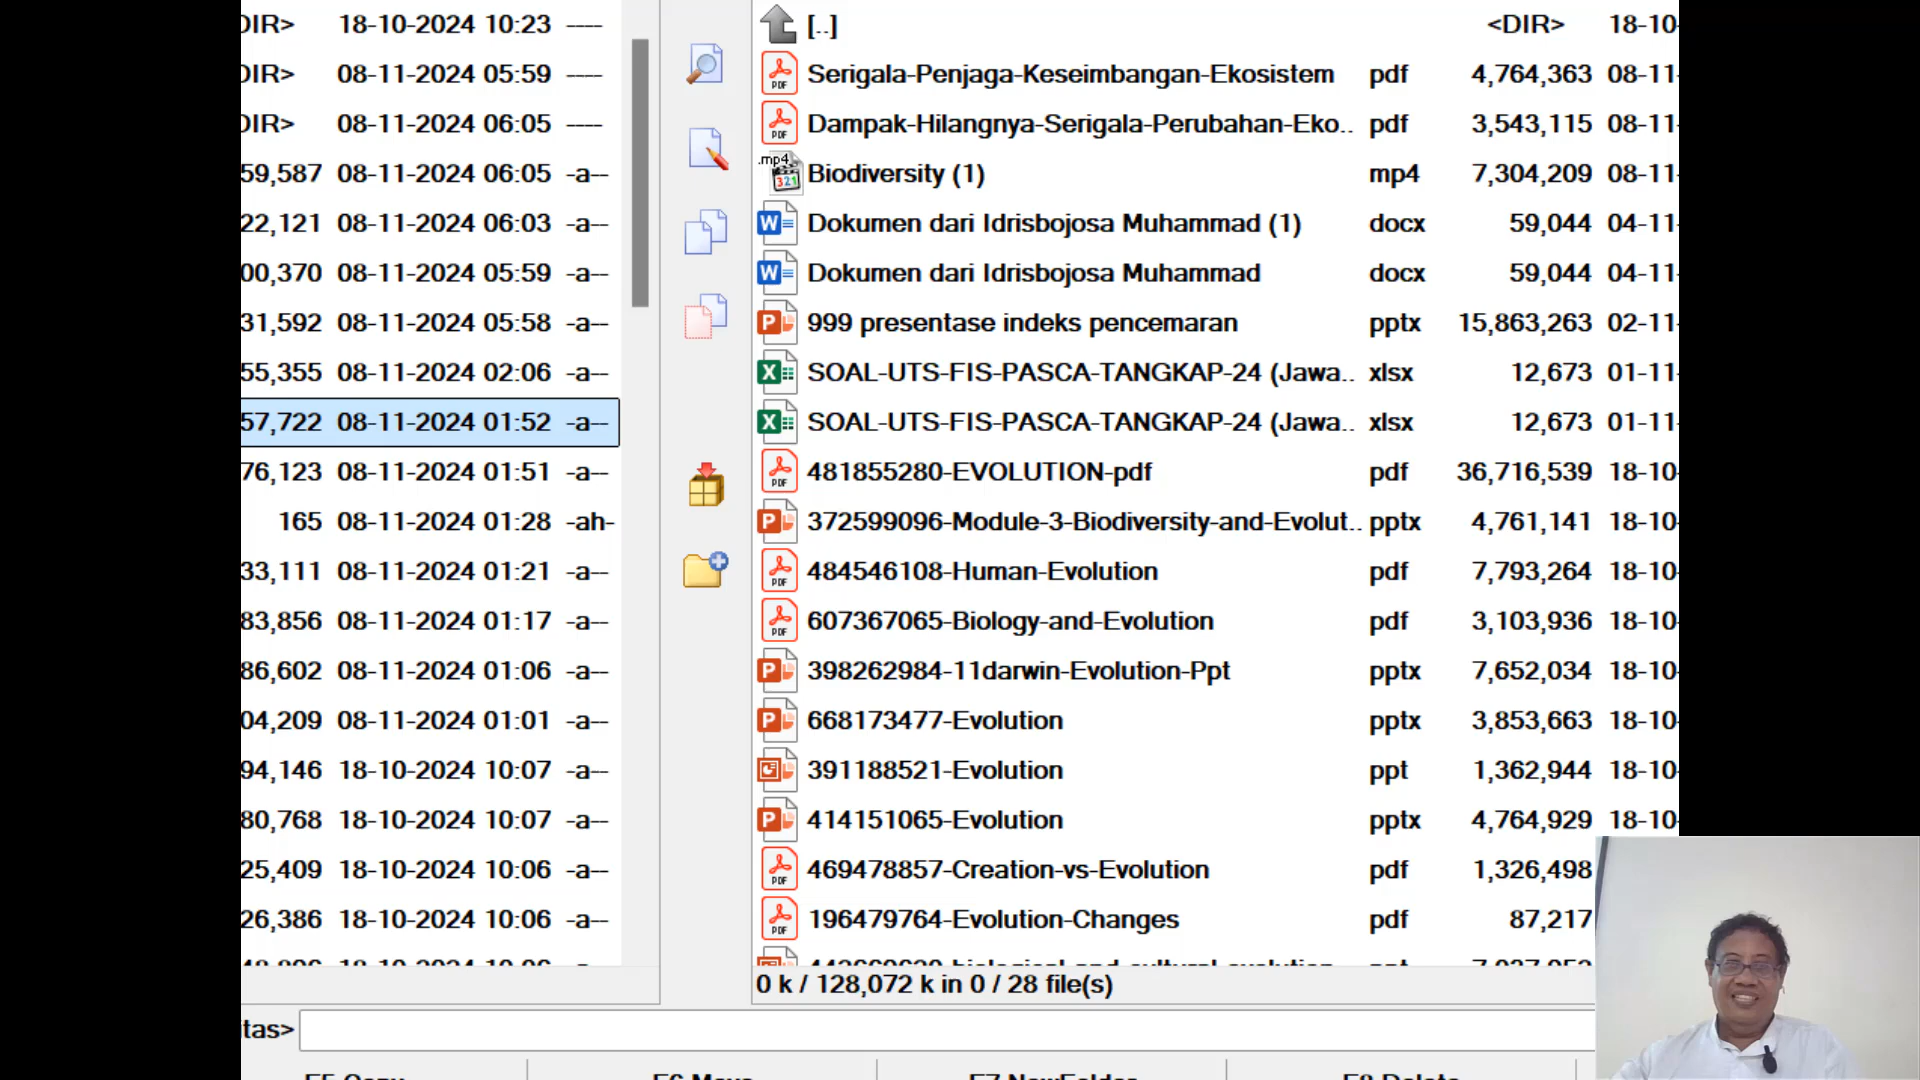 DIR> 18-10-2024 10:23 ----
DIR> 08-11-2024 05:59 ----
DIR> 08-11-2024 06:05 ----
59,587 08-11-2024 06:05 -a--
22,121 08-11-2024 06:03 -a--
00,370 08-11-2024 05:59 -a--
31,592 08-11-2024 05:58 -a--
55,355 08-11-2024 02:06 -a--
57,722 08-11-2024 01:52 -a--
76,123 08-11-2024 01:51 -a--
165 08-11-2024 01:28 -ah-
33,111 08-11-2024 01:21 -a--
83,856 08-11-2024 01:17 -a--
86,602 08-11-2024 01:06 -a--
04,209 08-11-2024 01:01 -a--
94,146 18-10-2024 10:07 -a--
80,768 18-10-2024 10:07 -a--
25,409 18-10-2024 10:06 -a--
26,386 18-10-2024 10:06 -a--
[..] <DIR> 18-10-
Serigala-Penjaga-Keseimbangan-Ekosistem pdf 4,764,363 08-11-
Dampak-Hilangnya-Serigala-Perubahan-Eko.. pdf 3,543,115 08-11-
.mp4 321 Biodiversity (1) mp4 7,304,209 08-11-
Dokumen dari Idrisbojosa Muhammad (1) docx 59,044 04-11-
Dokumen dari Idrisbojosa Muhammad docx 59,044 04-11-
999 presentase indeks pencemaran pptx 15,863,263 02-11-
SOAL-UTS-FIS-PASCA-TANGKAP-24 (Jawa.. xlsx 12,673 01-11-
SOAL-UTS-FIS-PASCA-TANGKAP-24 (Jawa.. xlsx 12,673 01-11-
481855280-EVOLUTION-pdf pdf 36,716,539 18-10-
372599096-Module-3-Biodiversity-and-Evolut.. pptx 4,761,141 18-10-
484546108-Human-Evolution pdf 7,793,264 18-10-
607367065-Biology-and-Evolution pdf 3,103,936 18-10-
398262984-11darwin-Evolution-Ppt pptx 7,652,034 18-10-
668173477-Evolution pptx 3,853,663 18-10-
391188521-Evolution ppt 1,362,944 18-10-
414151065-Evolution pptx 4,764,929 18-10-
469478857-Creation-vs-Evolution pdf 1,326,498
196479764-Evolution-Changes pdf 87,217
0 k / 128,072 k in 0 / 28 file(s)
itas>
F5 Copy F6 Move F7 NewFolder F8 Delete